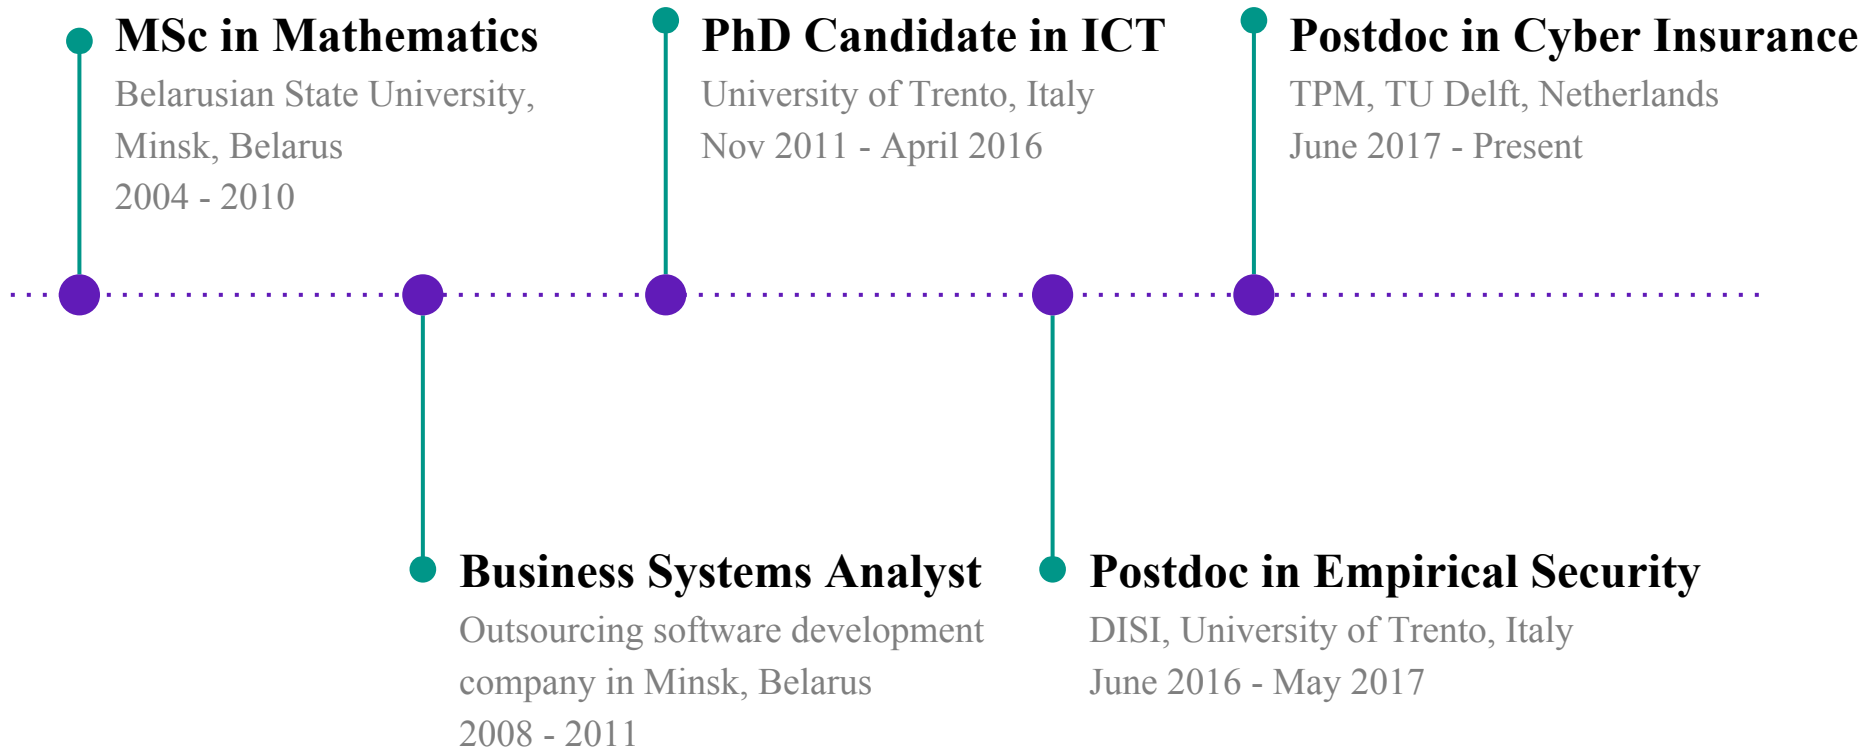 MSc in Mathematics
Belarusian State University,
Minsk, Belarus
2004 - 2010
PhD Candidate in ICT
University of Trento, Italy
Nov 2011 - April 2016
Postdoc in Cyber Insurance
TPM, TU Delft, Netherlands
June 2017 - Present
Business Systems Analyst
Outsourcing software development
company in Minsk, Belarus
2008 - 2011
Postdoc in Empirical Security
DISI, University of Trento, Italy
June 2016 - May 2017